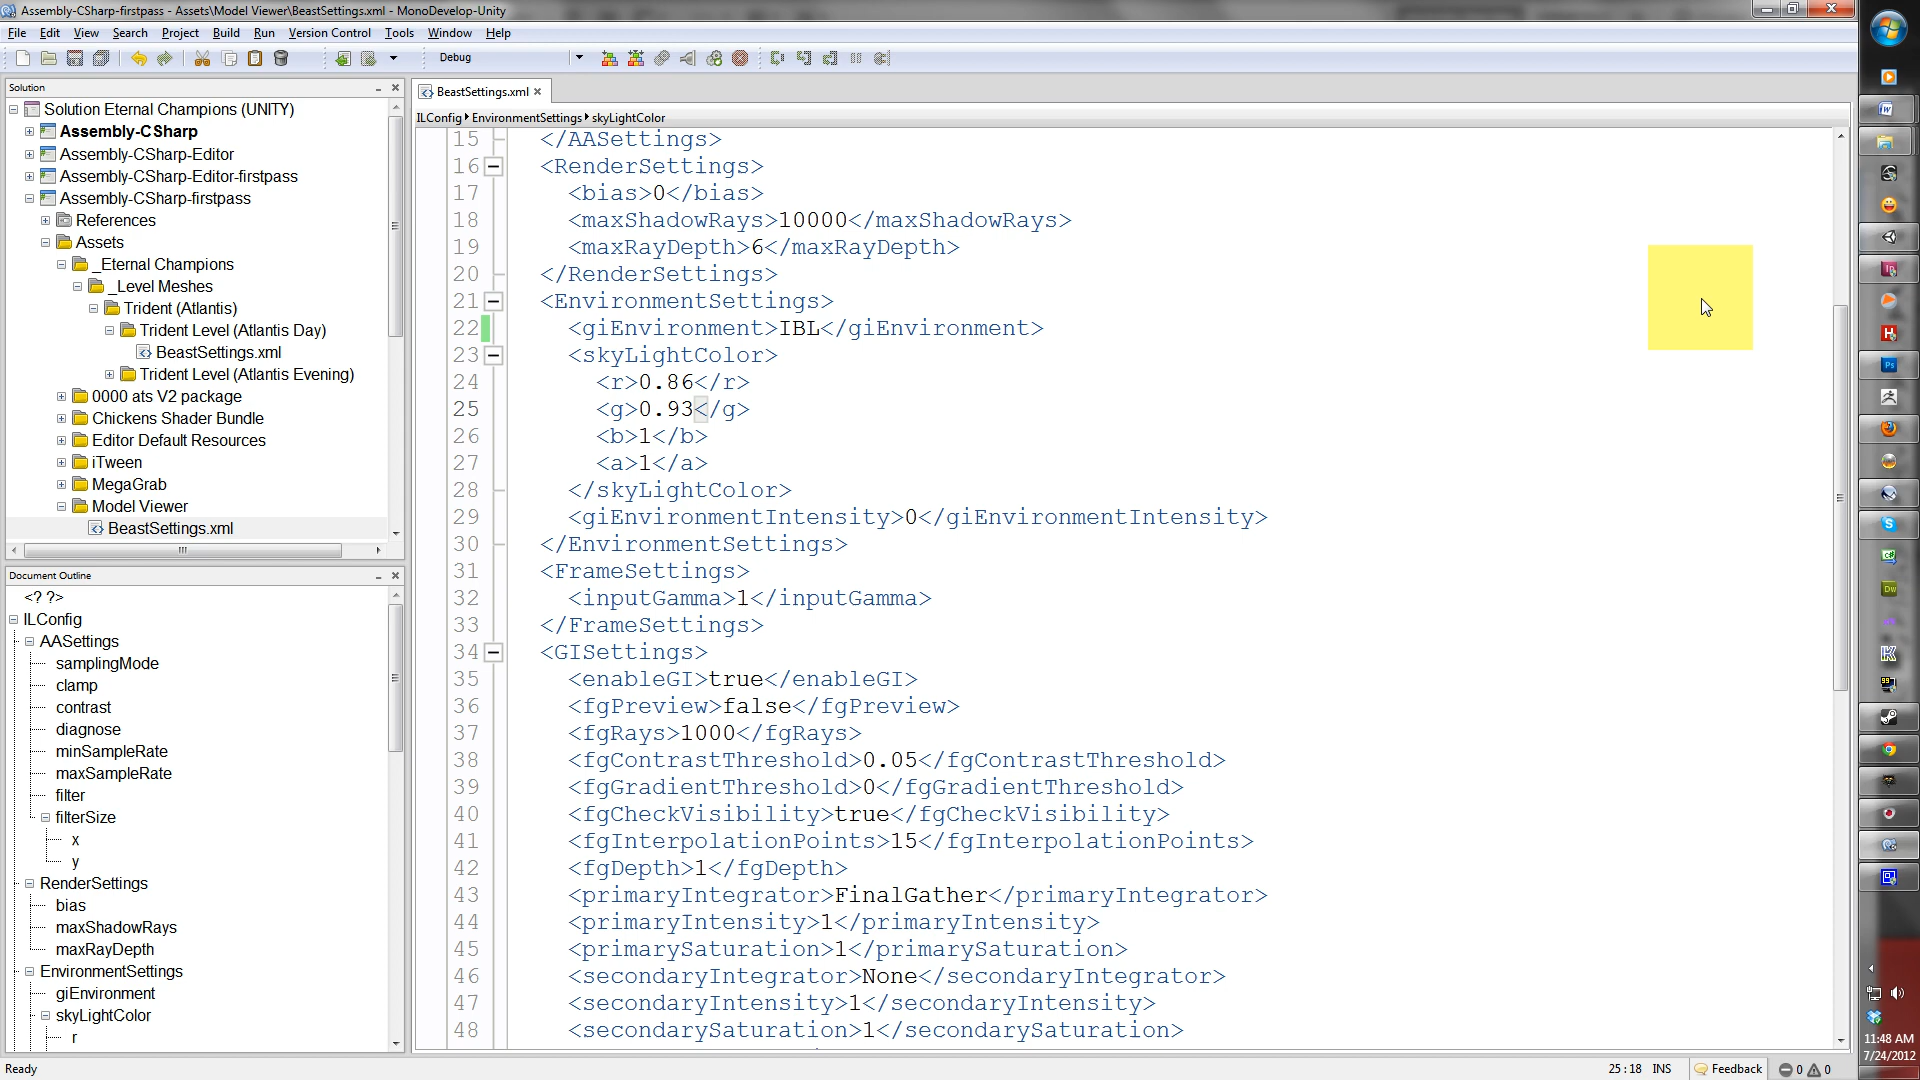 Assembly-CSharp-firstpass - Assets\Model Viewer\BeastSettings.xml - MonoDevelop-Unity
File Edit View Search Project Build Run Version Control Tools Window Help
Debug
Solution
Solution Eternal Champions (UNITY)
Assembly-CSharp
Assembly-CSharp-Editor
Assembly-CSharp-Editor-firstpass
Assembly-CSharp-firstpass
References
Assets
_Eternal Champions
_Level Meshes
Trident (Atlantis)
Trident Level (Atlantis Day)
BeastSettings.xml
Trident Level (Atlantis Evening)
0000 ats V2 package
Chickens Shader Bundle
Editor Default Resources
iTween
MegaGrab
Model Viewer
BeastSettings.xml
Document Outline
<? ?>
ILConfig
AASettings
samplingMode
clamp
contrast
diagnose
minSampleRate
maxSampleRate
filter
filterSize
x
y
RenderSettings
bias
maxShadowRays
maxRayDepth
EnvironmentSettings
giEnvironment
skyLightColor
r
BeastSettings.xml
ILConfig EnvironmentSettings skyLightColor
15 </AASettings>
16 <RenderSettings>
17 <bias>0</bias>
18 <maxShadowRays>10000</maxShadowRays>
19 <maxRayDepth>6</maxRayDepth>
20 </RenderSettings>
21 <EnvironmentSettings>
22 <giEnvironment>IBL</giEnvironment>
23 <skyLightColor>
24 <r>0.86</r>
25 <g>0.93</g>
26 <b>1</b>
27 <a>1</a>
28 </skyLightColor>
29 <giEnvironmentIntensity>0</giEnvironmentIntensity>
30 </EnvironmentSettings>
31 <FrameSettings>
32 <inputGamma>1</inputGamma>
33 </FrameSettings>
34 <GISettings>
35 <enableGI>true</enableGI>
36 <fgPreview>false</fgPreview>
37 <fgRays>1000</fgRays>
38 <fgContrastThreshold>0.05</fgContrastThreshold>
39 <fgGradientThreshold>0</fgGradientThreshold>
40 <fgCheckVisibility>true</fgCheckVisibility>
41 <fgInterpolationPoints>15</fgInterpolationPoints>
42 <fgDepth>1</fgDepth>
43 <primaryIntegrator>FinalGather</primaryIntegrator>
44 <primaryIntensity>1</primaryIntensity>
45 <primarySaturation>1</primarySaturation>
46 <secondaryIntegrator>None</secondaryIntegrator>
47 <secondaryIntensity>1</secondaryIntensity>
48 <secondarySaturation>1</secondarySaturation>
Ready
25 : 18 INS
Feedback
0 0
Ps
Dw
11:48 AM
7/24/2012